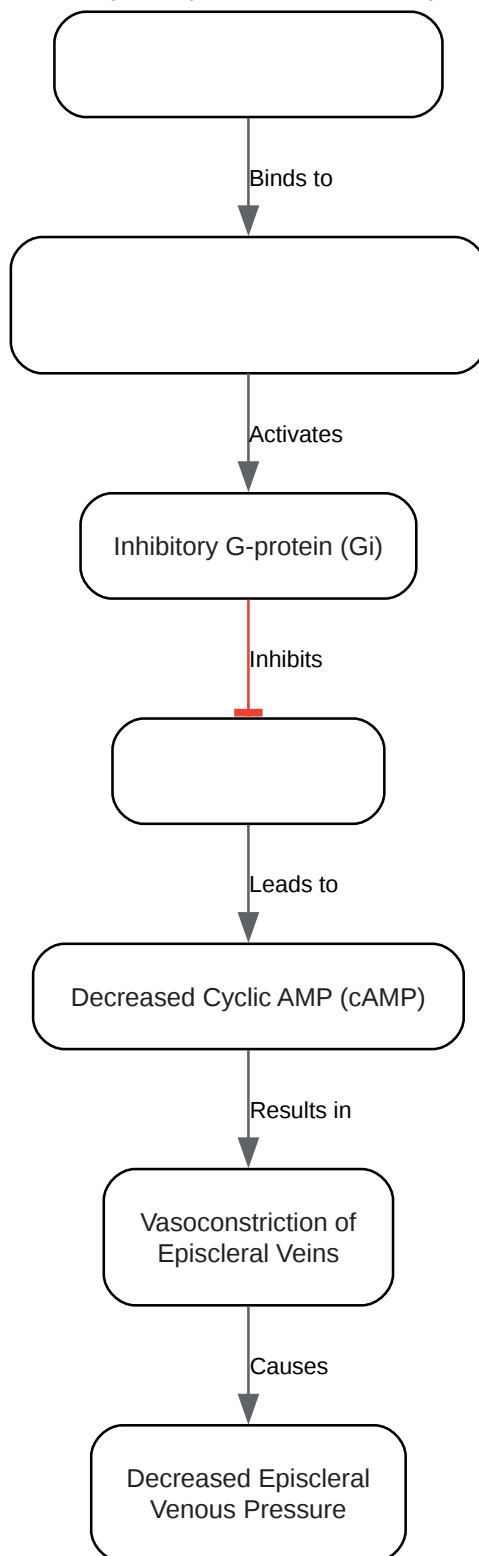 Binds to
Activates
Inhibitory G-protein (Gi)
Inhibits
Leads to
Decreased Cyclic AMP (cAMP)
Results in
Vasoconstriction of
Episcleral Veins
Causes
Decreased Episcleral
Venous Pressure